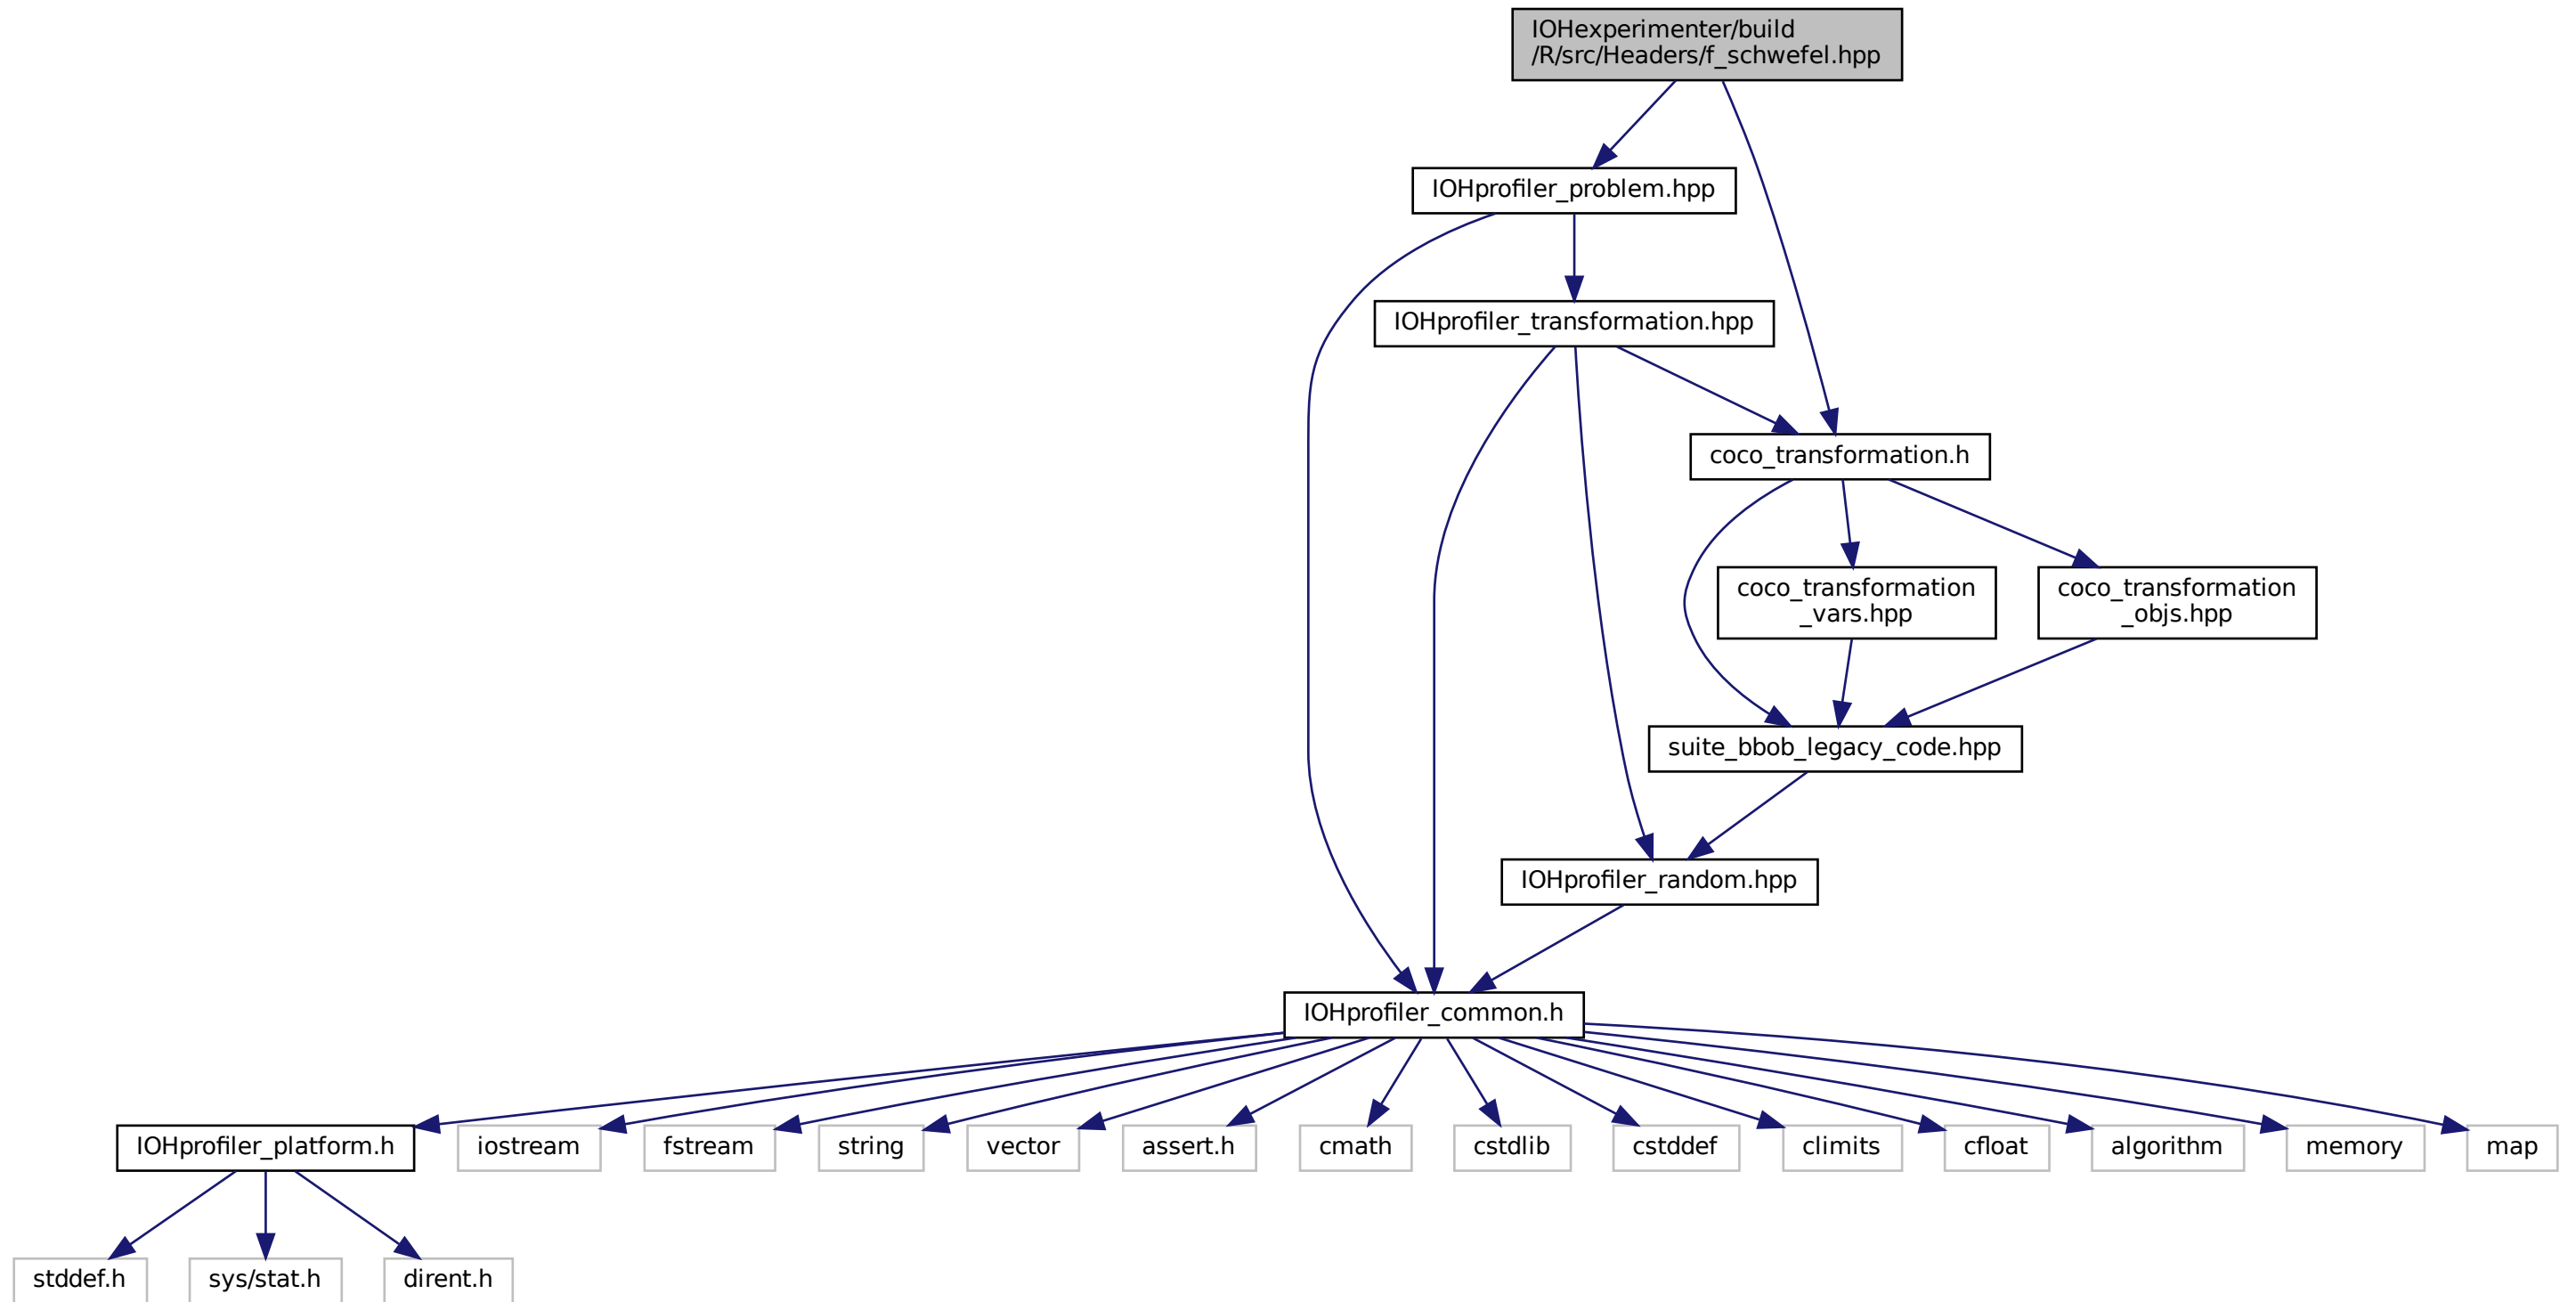 IOHexperimenter/build
/R/src/Headers/f_schwefel.hpp
IOHprofiler_problem.hpp
IOHprofiler_transformation.hpp
coco_transformation.h
coco_transformation
_vars.hpp
coco_transformation
_objs.hpp
suite_bbob_legacy_code.hpp
IOHprofiler_random.hpp
IOHprofiler_common.h
IOHprofiler_platform.h
iostream
fstream
string
vector
assert.h
cmath
cstdlib
cstddef
climits
cfloat
algorithm
memory
map
stddef.h
sys/stat.h
dirent.h